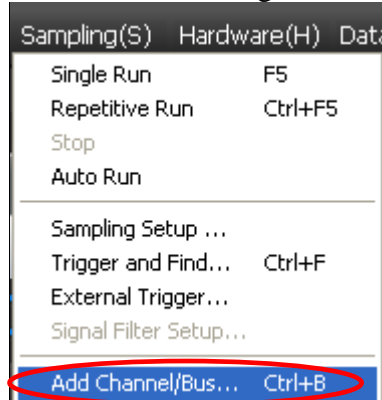 Sampling(S) Hardware(H) Data
Single Run F5
Repetitive Run Ctrl+F5
Stop
Auto Run
Sampling Setup ...
Trigger and Find... Ctrl+F
External Trigger...
Signal Filter Setup...
Add Channel/Bus... Ctrl+B